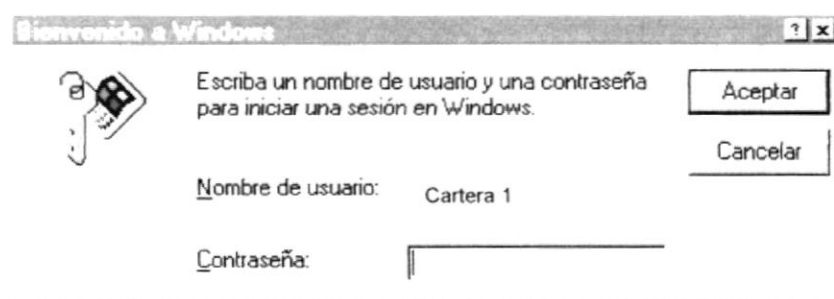 Bienvenido a Windows
Escriba un nombre de usuario y una contraseña
para iniciar una sesión en Windows.
Aceptar
Cancelar
Nombre de usuario: Cartera 1
Contraseña: